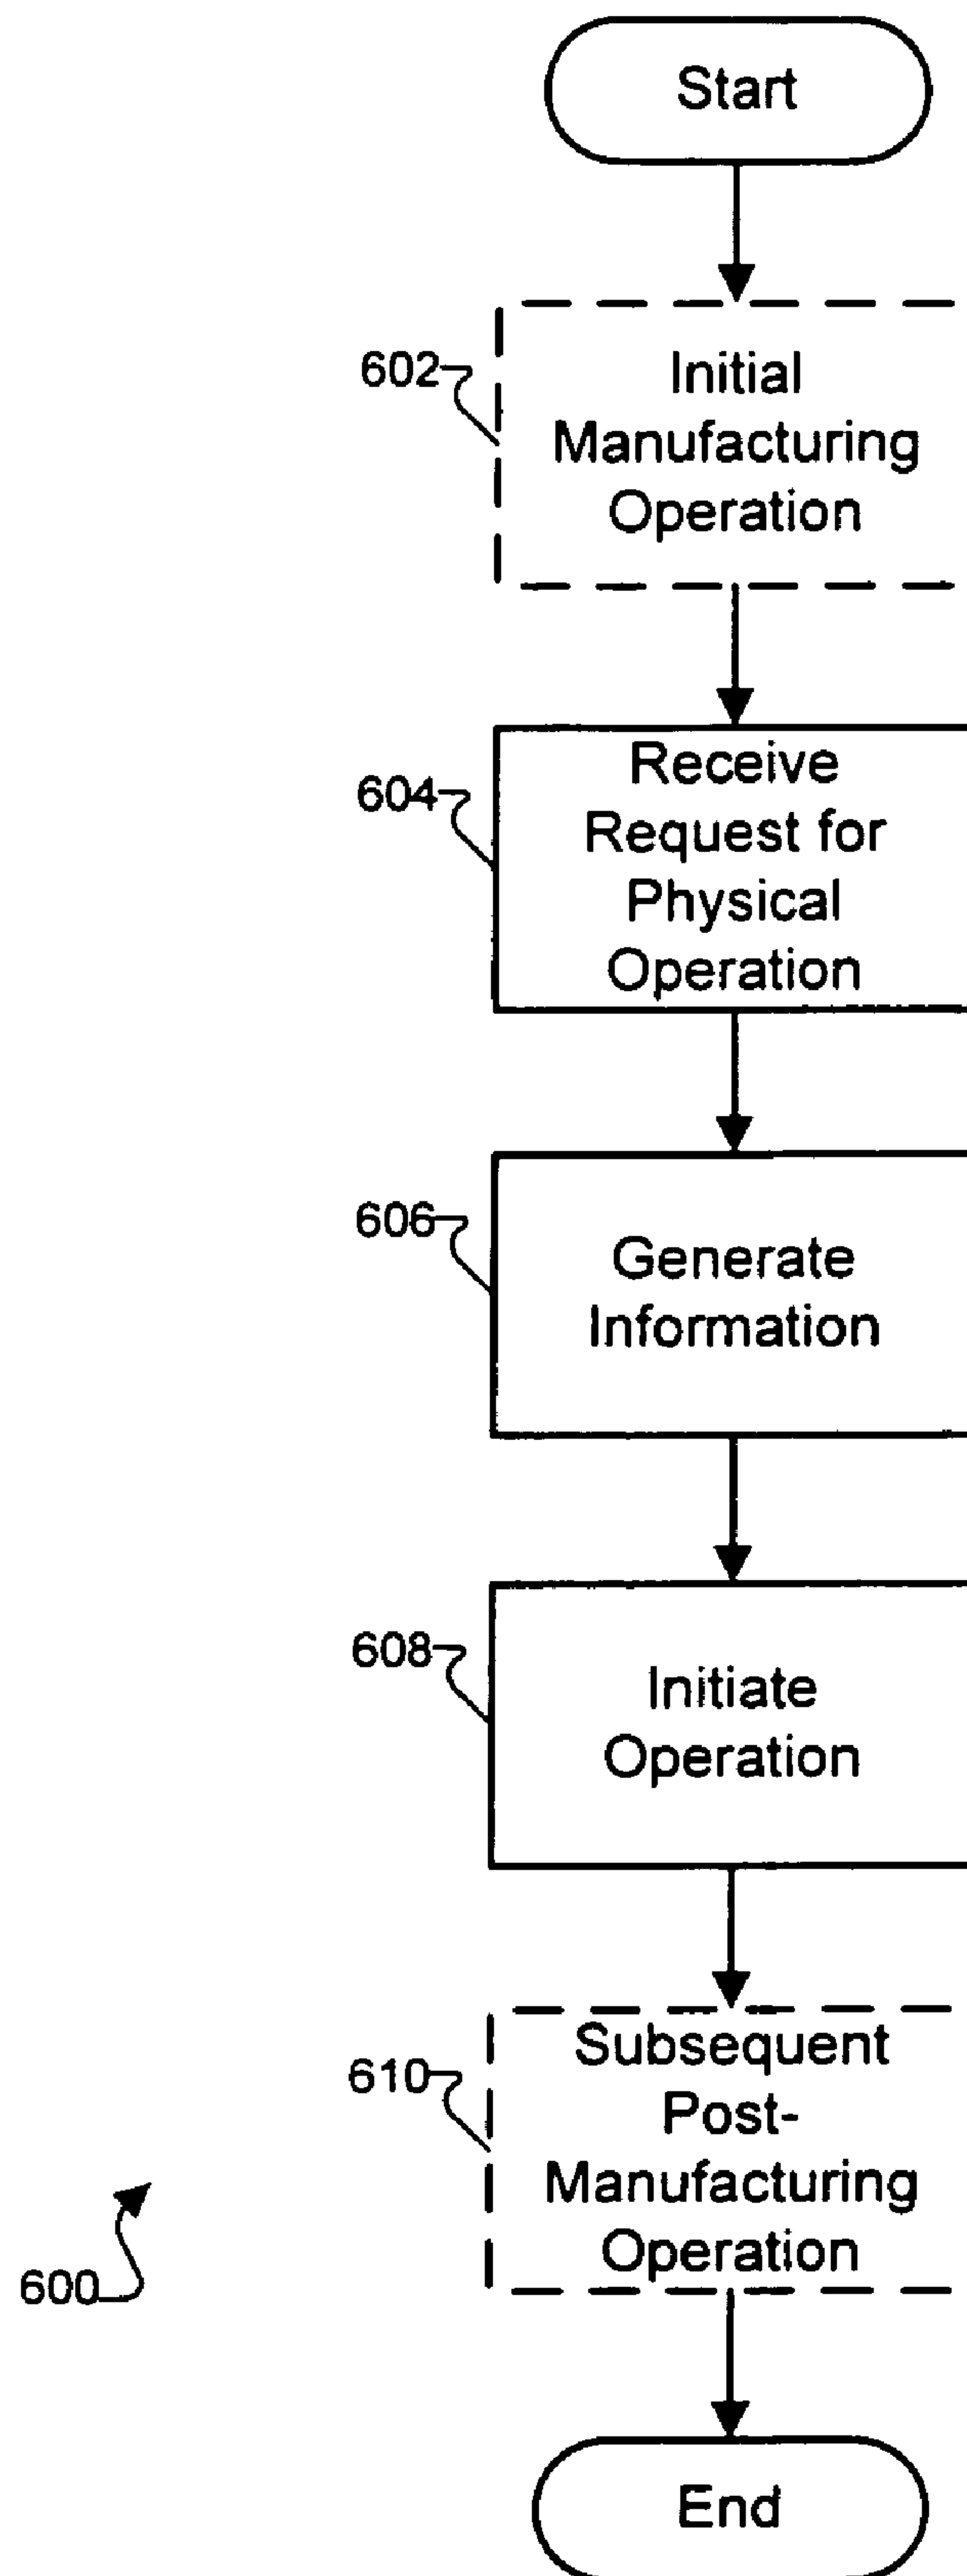 Start
602
Initial
Manufacturing
Operation
604
Receive
Request for
Physical
Operation
606
Generate
Information
608
Initiate
Operation
610
Subsequent
Post-
Manufacturing
Operation
600
End